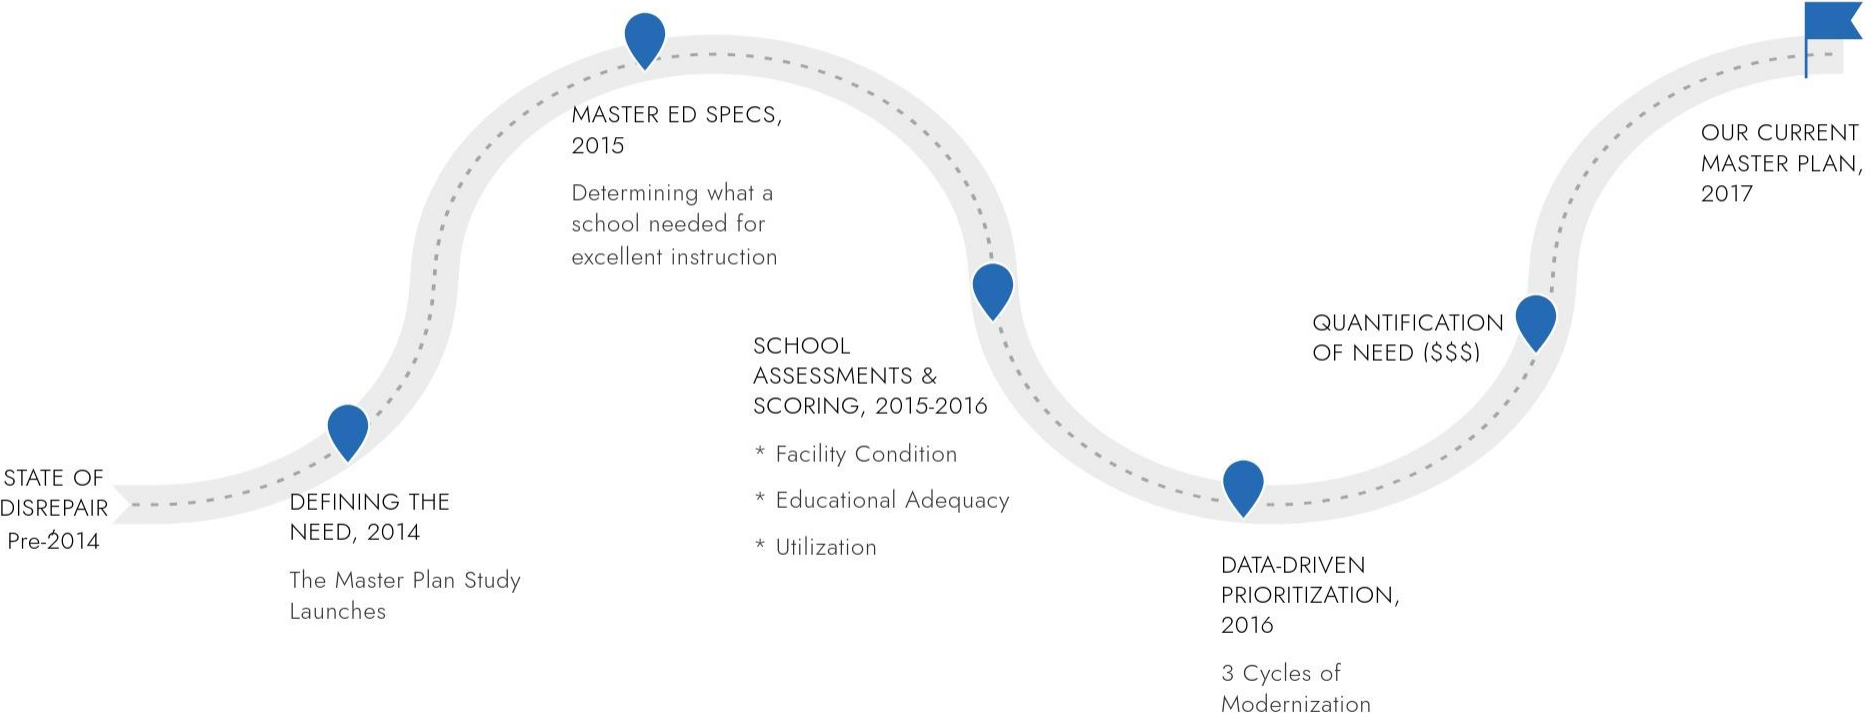 STATE OF
DISREPAIR
Pre-2014
DEFINING THE
NEED, 2014
The Master Plan Study
Launches
MASTER ED SPECS,
2015
Determining what a
school needed for
excellent instruction
SCHOOL
ASSESSMENTS &
SCORING, 2015-2016
* Facility Condition
* Educational Adequacy
* Utilization
DATA-DRIVEN
PRIORITIZATION,
2016
3 Cycles of
Modernization
QUANTIFICATION
OF NEED ($$$)
OUR CURRENT
MASTER PLAN,
2017